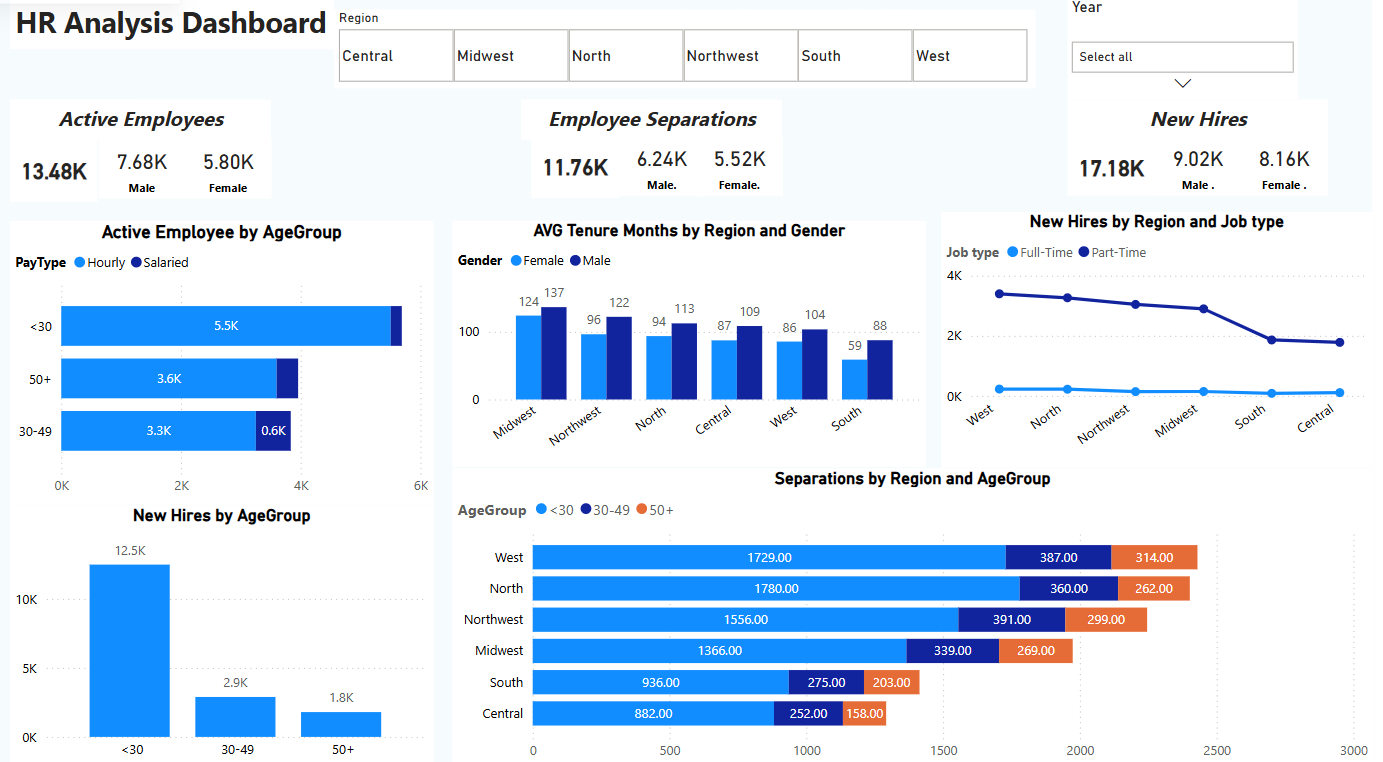 HR Analysis Dashboard
Region
Central Midwest North Northwest South West
Year
Select all
Active Employees
13.48K
7.68K 5.80K
Male Female
Employee Separations
11.76K
6.24K 5.52K
Male. Female.
New Hires
17.18K
9.02K 8.16K
Male . Female .
Active Employee by AgeGroup
PayType Hourly Salaried
<30 5.5K
50+ 3.6K
30-49 3.3K 0.6K
0K 2K 4K 6K
AVG Tenure Months by Region and Gender
Gender Female Male
124 137 96 122 94 113 87 109 86 104 59 88
100
0
Midwest Northwest North Central West South
New Hires by Region and Job type
Job type Full-Time Part-Time
4K
2K
0K
West North Northwest Midwest South Central
New Hires by AgeGroup
12.5K
10K
5K
2.9K
1.8K
0K
<30 30-49 50+
Separations by Region and AgeGroup
AgeGroup <30 30-49 50+
West 1729.00 387.00 314.00
North 1780.00 360.00 262.00
Northwest 1556.00 391.00 299.00
Midwest 1366.00 339.00 269.00
South 936.00 275.00 203.00
Central 882.00 252.00 158.00
0 500 1000 1500 2000 2500 3000